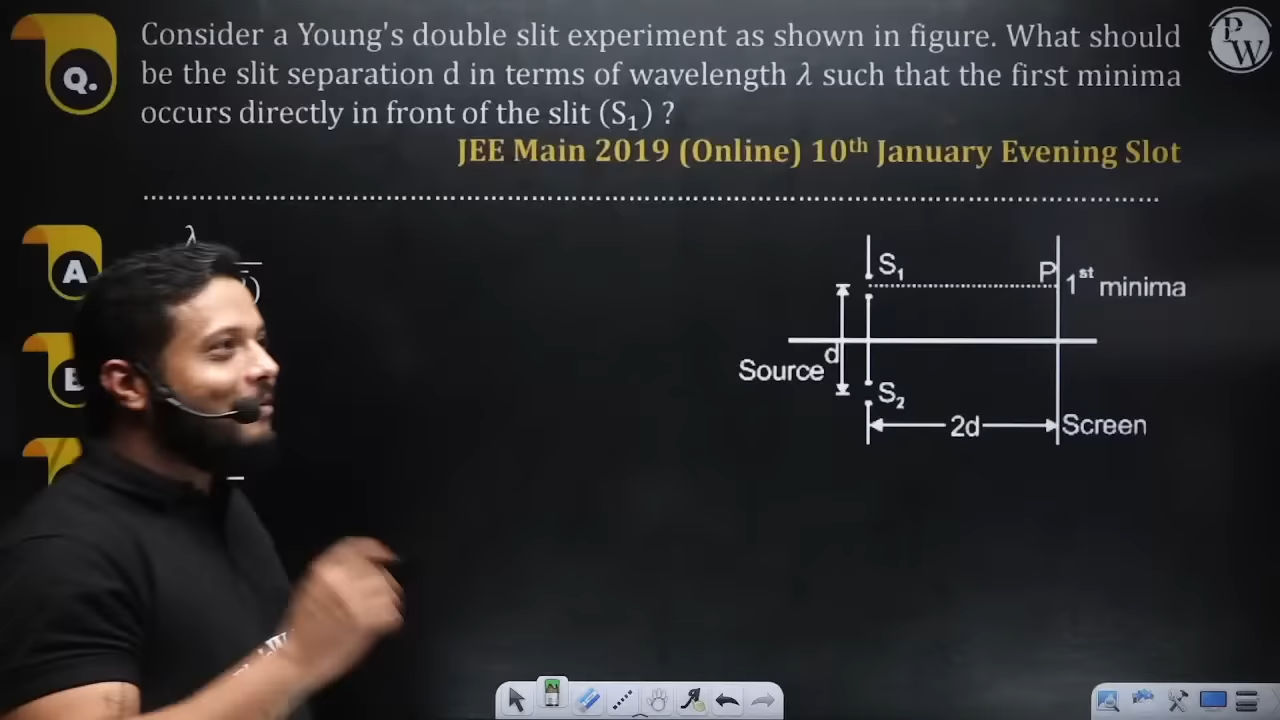 Q.
Consider a Young's double slit experiment as shown in figure. What should
be the slit separation d in terms of wavelength λ such that the first minima
occurs directly in front of the slit (S₁) ?
JEE Main 2019 (Online) 10ᵗʰ January Evening Slot
PW
A
λ
S₁
P
1ˢᵗ minima
d
Source
S₂
2d
Screen